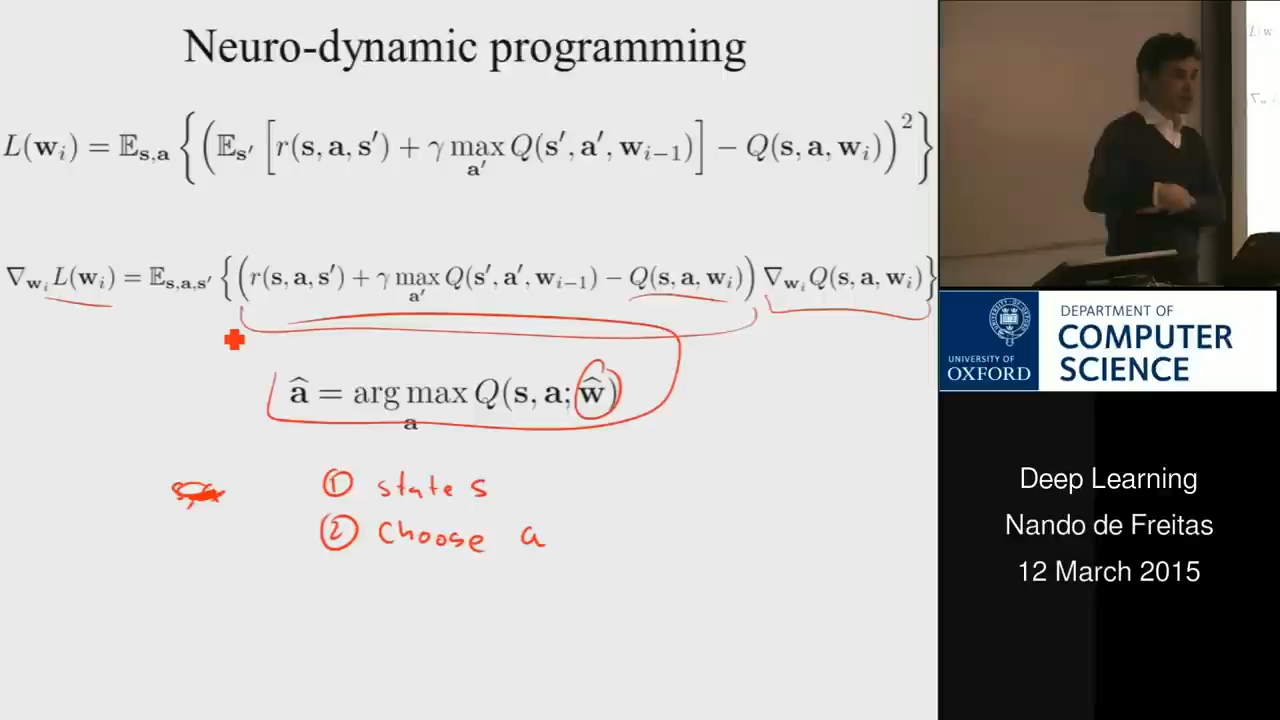 Neuro-dynamic programming
L(w_i) = E_{s,a} { ( E_{s'} [ r(s, a, s') + γ max_{a'} Q(s', a', w_{i−1}) ] − Q(s, a, w_i) )² }
∇_{w_i} L(w_i) = E_{s,a,s'} { ( r(s, a, s') + γ max_{a'} Q(s', a', w_{i−1}) − Q(s, a, w_i) ) ∇_{w_i} Q(s, a, w_i) }
â = arg max_a Q(s, a; ŵ)
① state s
② Choose a
UNIVERSITY OF
OXFORD
DEPARTMENT OF
COMPUTER
SCIENCE
Deep Learning
Nando de Freitas
12 March 2015